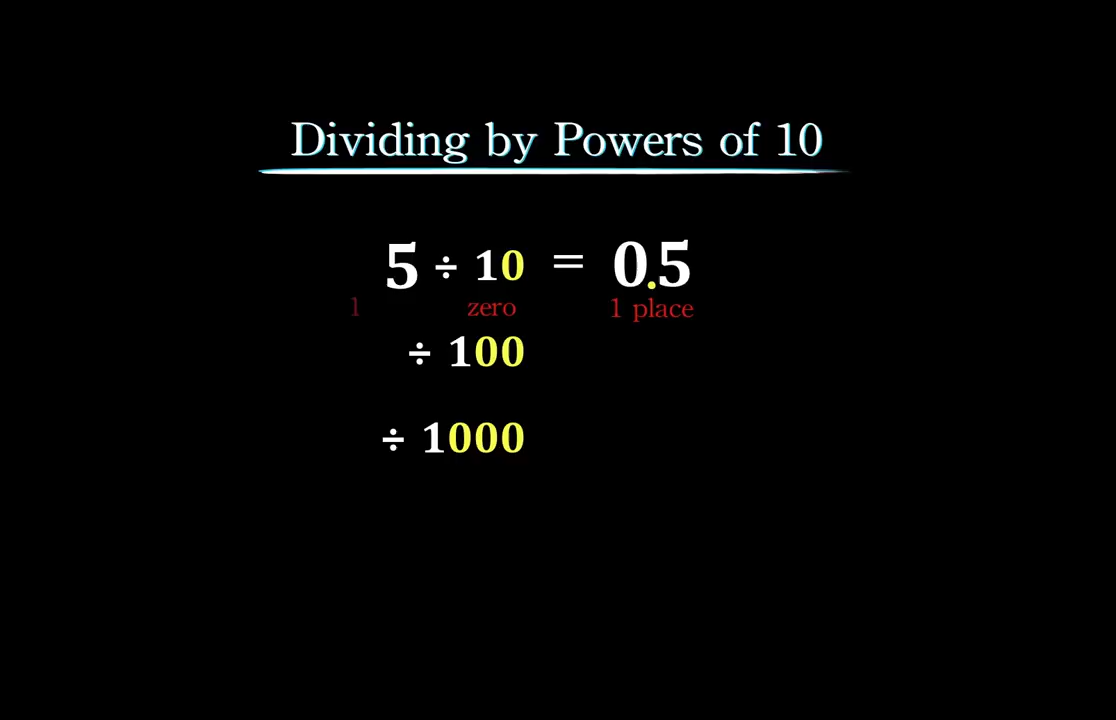 Dividing by Powers of 10
5 ÷ 10 = 0.5
1 zero 1 place
÷ 100
÷ 1000